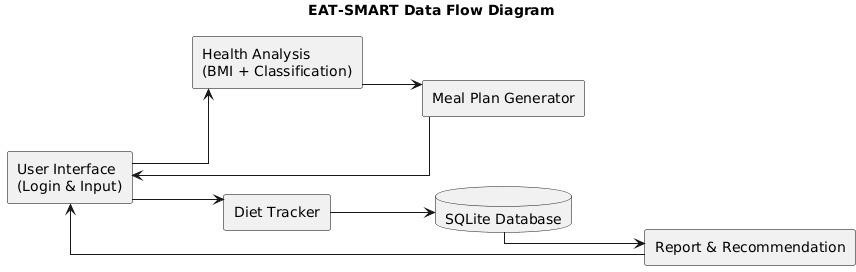 EAT-SMART Data Flow Diagram
Health Analysis
(BMI + Classification)
Meal Plan Generator
User Interface
(Login & Input)
Diet Tracker
SQLite Database
Report & Recommendation